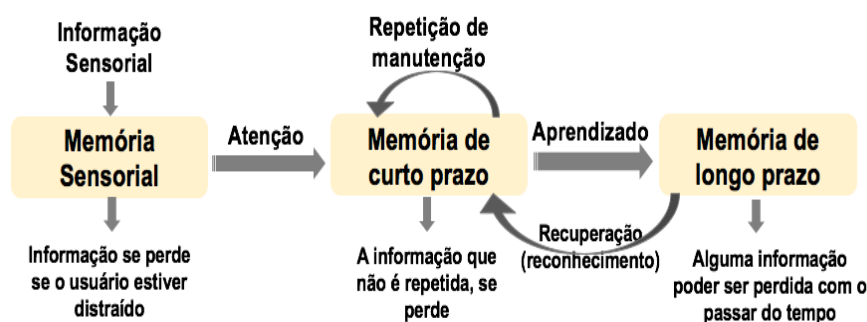 Informação
Sensorial
Repetição de
manutenção
Memória
Sensorial
Atenção
Memória de
curto prazo
Aprendizado
Memória de
longo prazo
Informação se perde
se o usuário estiver
distraído
A informação que
não é repetida, se
perde
Recuperação
(reconhecimento)
Alguma informação
poder ser perdida com o
passar do tempo